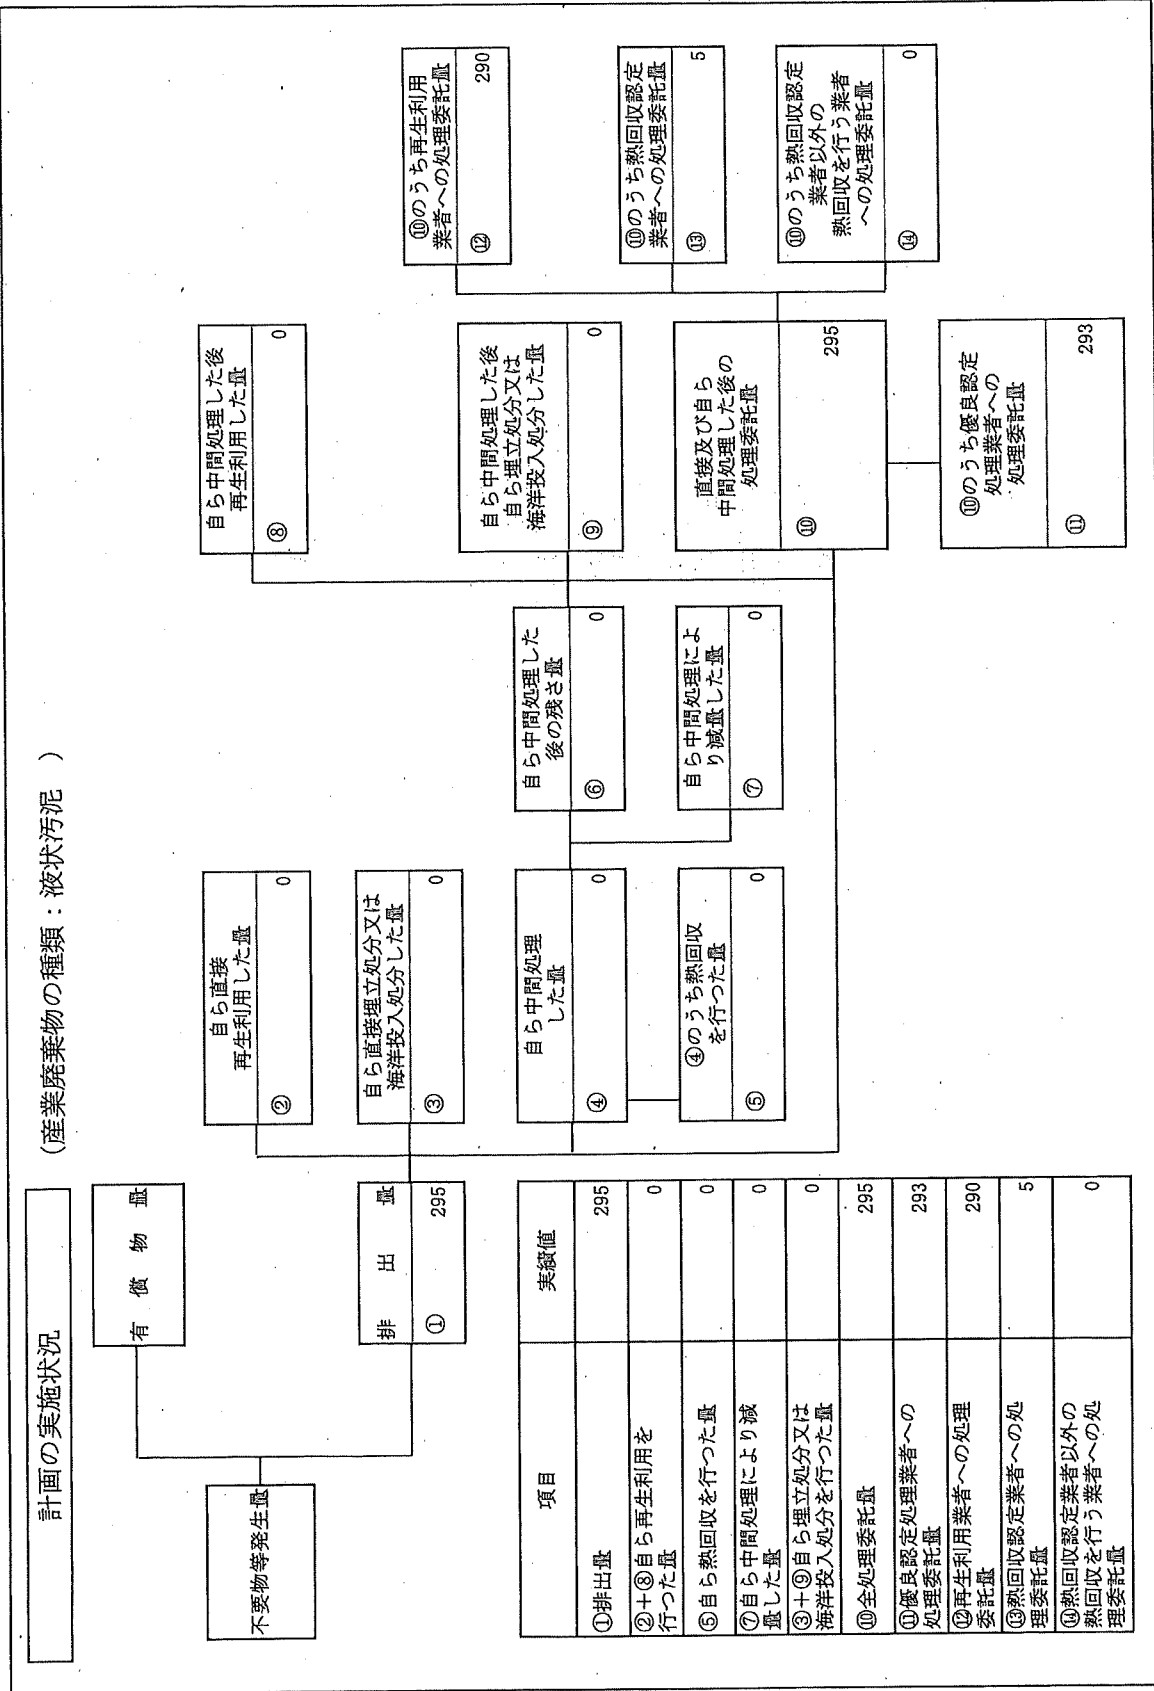 計画の実施状況
(産業廃棄物の種類:液状汚泥 )
不要物等発生量
有 償 物 量
排 出 量
① 295
自ら直接
再生利用した量
② 0
自ら直接埋立処分又は
海洋投入処分した量
③ 0
自ら中間処理
した量
④ 0
④のうち熱回収
を行つた量
⑤ 0
自ら中間処理した
後の残さ量
⑥ 0
自ら中間処理によ
り減量した量
⑦ 0
自ら中間処理した後
再生利用した量
⑧ 0
自ら中間処理した後
自ら埋立処分又は
海洋投入処分した量
⑨ 0
直接及び自ら
中間処理した後の
処理委託量
⑩ 295
⑩のうち優良認定
処理業者への
処理委託量
⑪ 293
⑩のうち再生利用
業者への処理委託量
⑫ 290
⑩のうち熱回収認定
業者への処理委託量
⑬ 5
⑩のうち熱回収認定
業者以外の
熱回収を行う業者
への処理委託量
⑭ 0
項目 実績値
①排出量 295
②+⑧自ら再生利用を
行つた量 0
⑤自ら熱回収を行つた量 0
⑦自ら中間処理により減
量した量 0
③+⑨自ら埋立処分又は
海洋投入処分を行つた量 0
⑩全処理委託量 295
⑪優良認定処理業者への
処理委託量 293
⑫再生利用業者への処理
委託量 290
⑬熱回収認定業者への処
理委託量 5
⑭熱回収認定業者以外の
熱回収を行う業者への処
理委託量 0